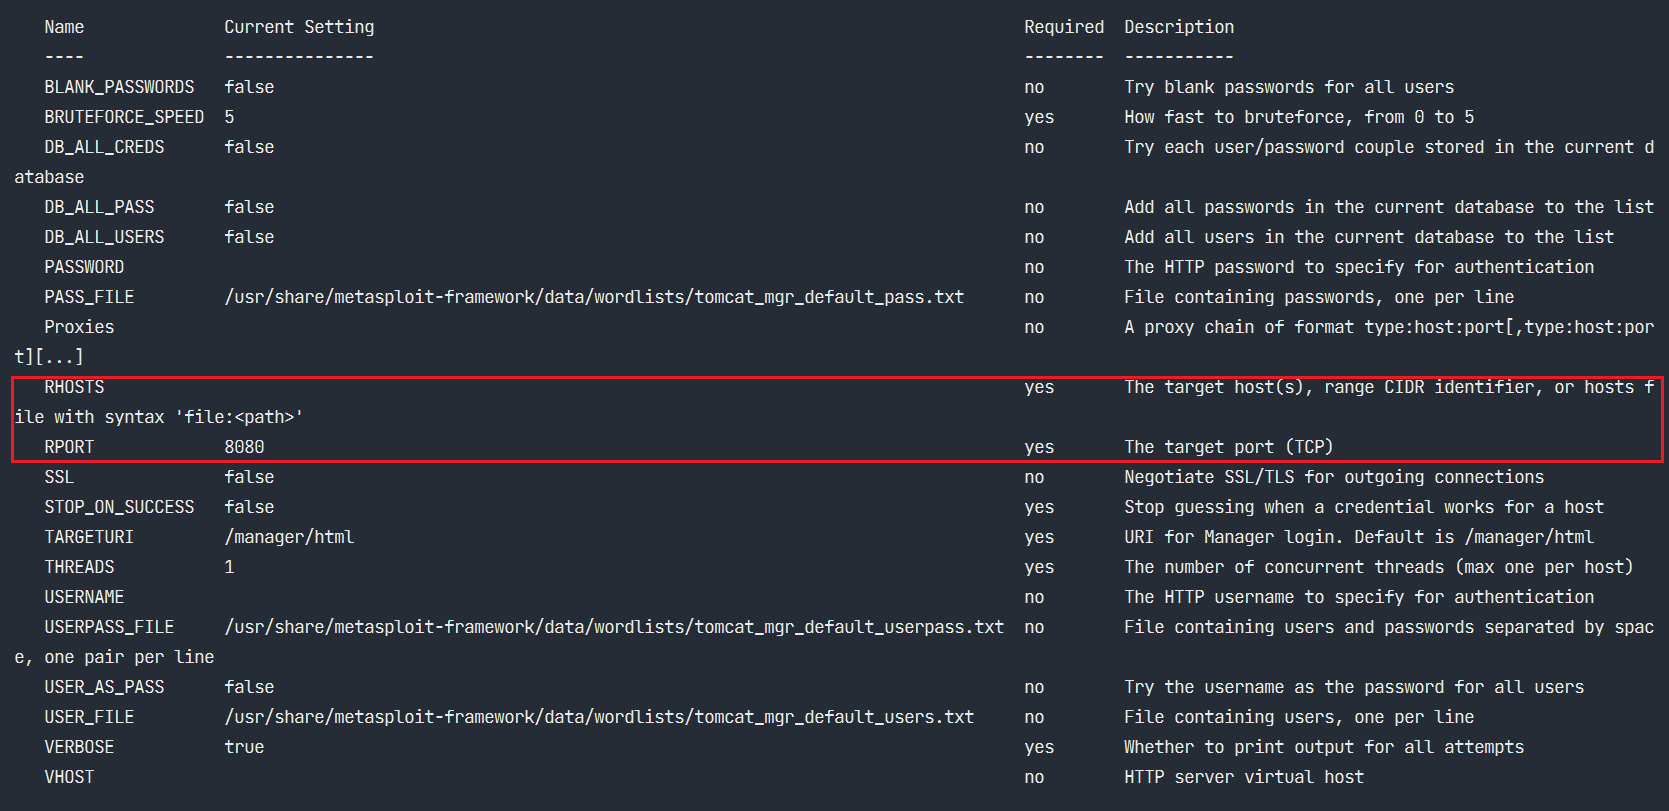 Name Current Setting Required Description
---- --------------- -------- -----------
BLANK_PASSWORDS false no Try blank passwords for all users
BRUTEFORCE_SPEED 5 yes How fast to bruteforce, from 0 to 5
DB_ALL_CREDS false no Try each user/password couple stored in the current d
atabase
DB_ALL_PASS false no Add all passwords in the current database to the list
DB_ALL_USERS false no Add all users in the current database to the list
PASSWORD no The HTTP password to specify for authentication
PASS_FILE /usr/share/metasploit-framework/data/wordlists/tomcat_mgr_default_pass.txt no File containing passwords, one per line
Proxies no A proxy chain of format type:host:port[,type:host:por
t][...]
RHOSTS yes The target host(s), range CIDR identifier, or hosts f
ile with syntax 'file:<path>'
RPORT 8080 yes The target port (TCP)
SSL false no Negotiate SSL/TLS for outgoing connections
STOP_ON_SUCCESS false yes Stop guessing when a credential works for a host
TARGETURI /manager/html yes URI for Manager login. Default is /manager/html
THREADS 1 yes The number of concurrent threads (max one per host)
USERNAME no The HTTP username to specify for authentication
USERPASS_FILE /usr/share/metasploit-framework/data/wordlists/tomcat_mgr_default_userpass.txt no File containing users and passwords separated by spac
e, one pair per line
USER_AS_PASS false no Try the username as the password for all users
USER_FILE /usr/share/metasploit-framework/data/wordlists/tomcat_mgr_default_users.txt no File containing users, one per line
VERBOSE true yes Whether to print output for all attempts
VHOST no HTTP server virtual host